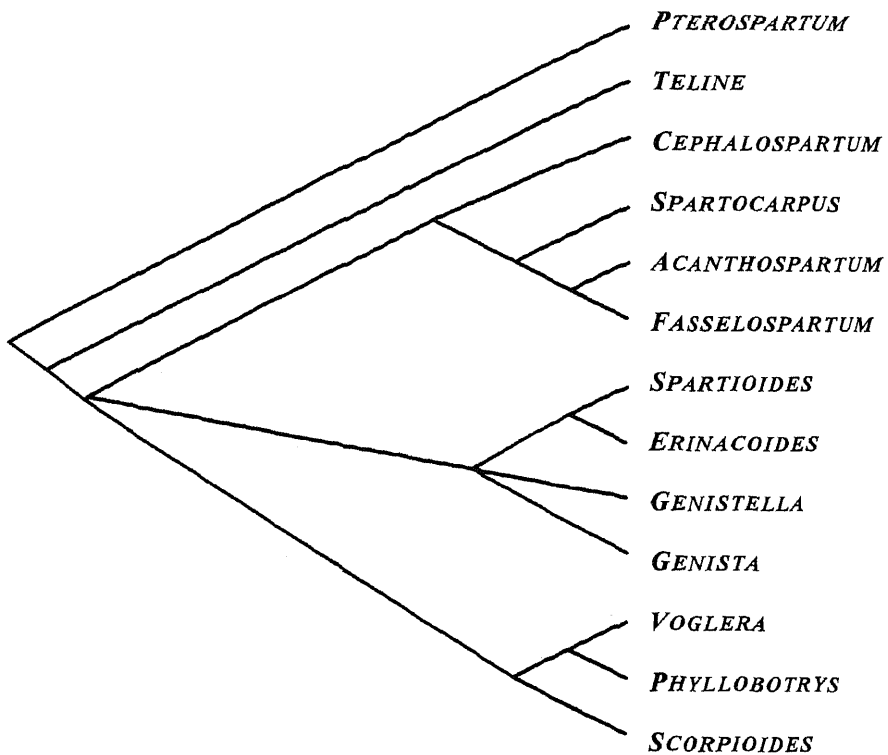 PTEROSPARTUM
TELINE
CEPHALOSPARTUM
SPARTOCARPUS
ACANTHOSPARTUM
FASSELOSPARTUM
SPARTIOIDES
ERINACOIDES
GENISTELLA
GENISTA
VOGLERA
PHYLLOBOTRYS
SCORPIOIDES